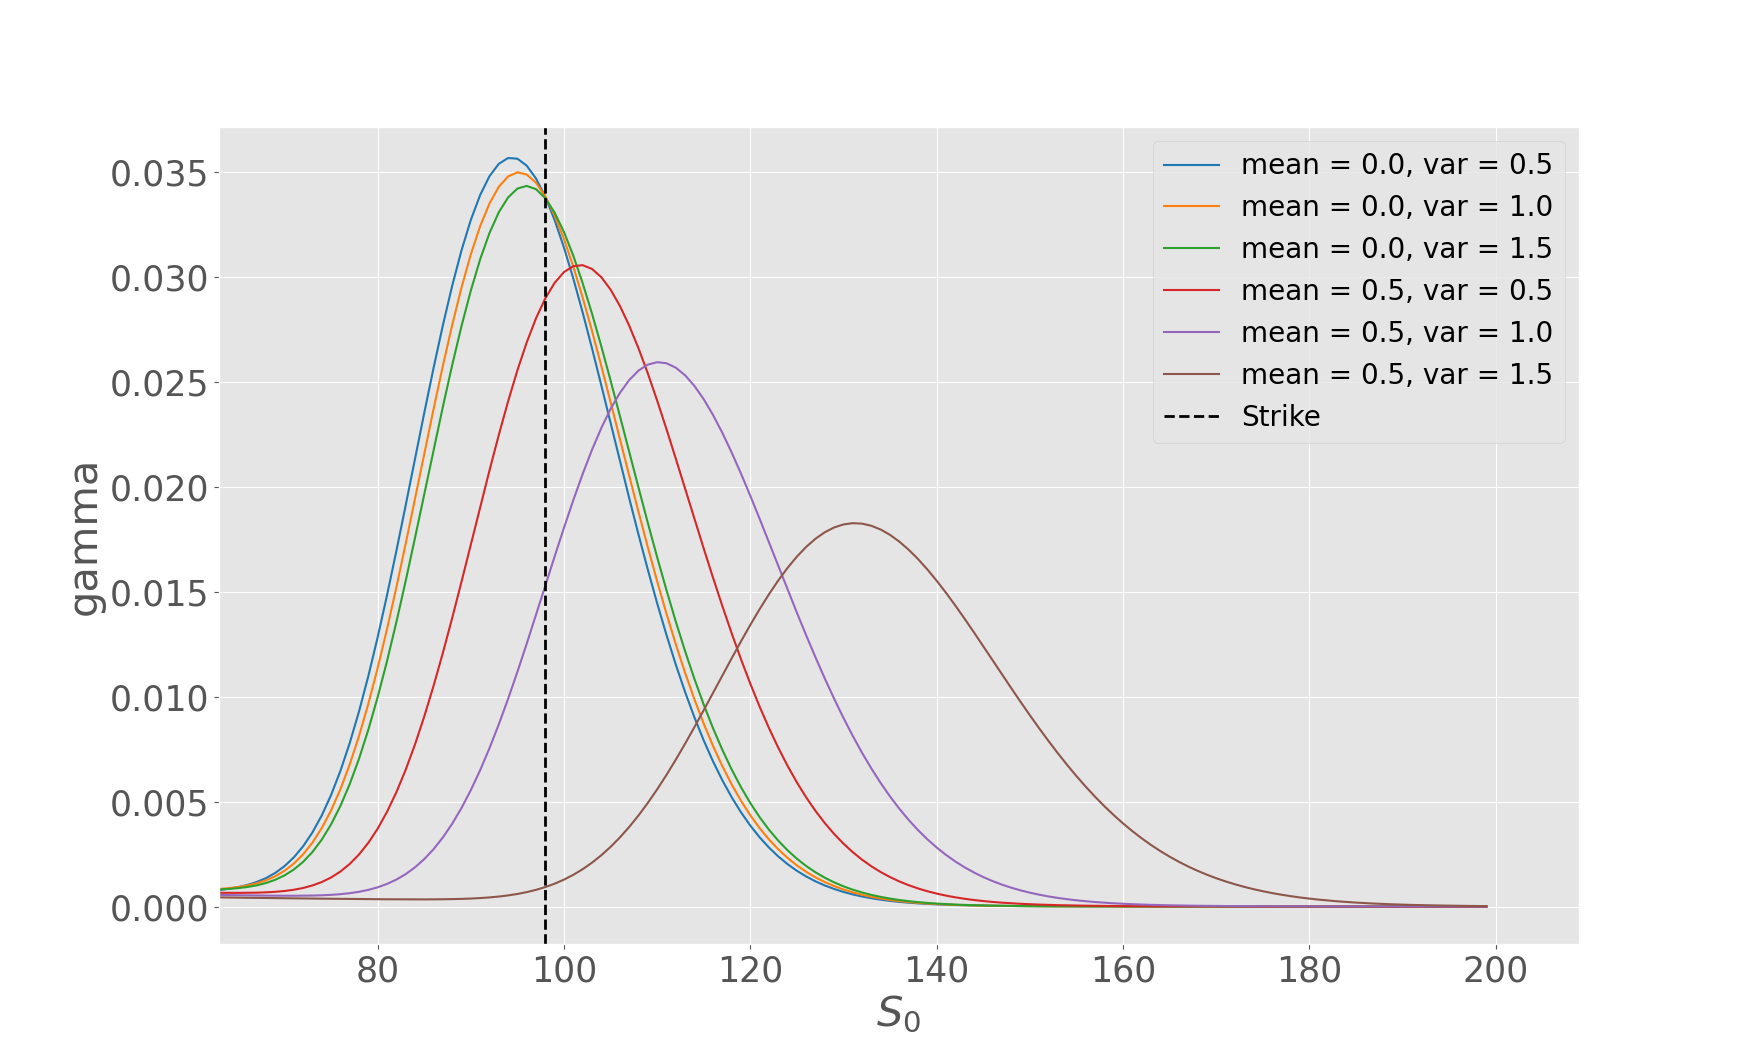 0.035
0.030
0.025
0.020
0.015
0.010
0.005
0.000
gamma
80 100 120 140 160 180 200
S₀
mean = 0.0, var = 0.5
mean = 0.0, var = 1.0
mean = 0.0, var = 1.5
mean = 0.5, var = 0.5
mean = 0.5, var = 1.0
mean = 0.5, var = 1.5
Strike